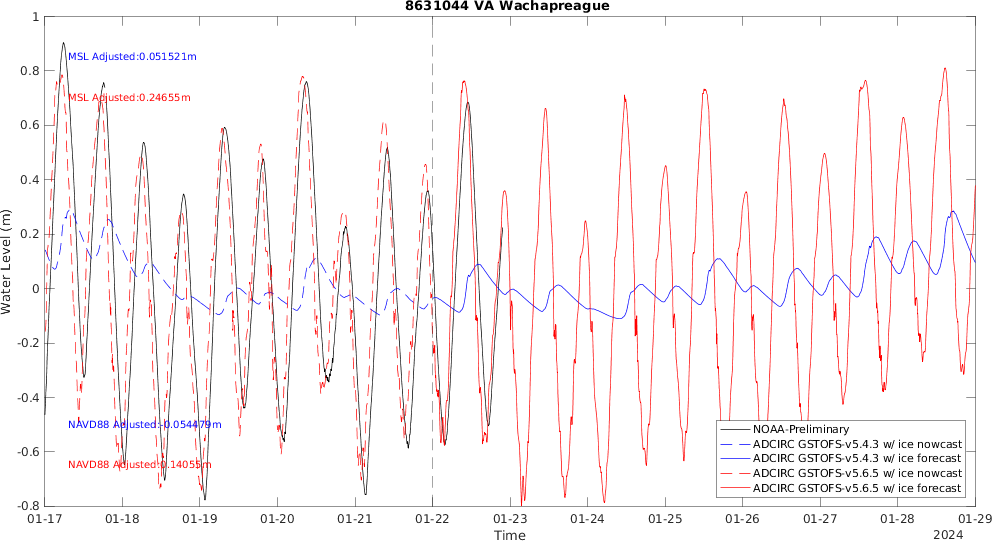 8631044 VA Wachapreague
1
0.8
0.6
0.4
0.2
0
-0.2
-0.4
-0.6
-0.8
Water Level (m)
MSL Adjusted:0.051521m
MSL Adjusted:0.24655m
NAVD88 Adjusted:-0.054479m
NAVD88 Adjusted:0.14055m
NOAA-Preliminary
ADCIRC GSTOFS-v5.4.3 w/ ice nowcast
ADCIRC GSTOFS-v5.4.3 w/ ice forecast
ADCIRC GSTOFS-v5.6.5 w/ ice nowcast
ADCIRC GSTOFS-v5.6.5 w/ ice forecast
01-17 01-18 01-19 01-20 01-21 01-22 01-23 01-24 01-25 01-26 01-27 01-28 01-29
Time
2024